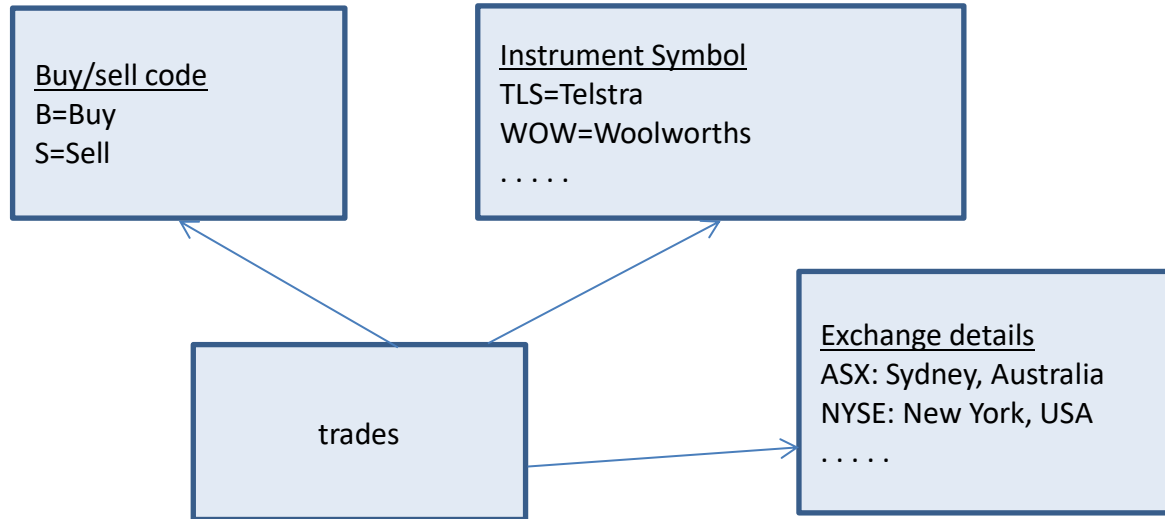 Buy/sell code
B=Buy
S=Sell
Instrument Symbol
TLS=Telstra
WOW=Woolworths
. . . . .
trades
Exchange details
ASX: Sydney, Australia
NYSE: New York, USA
. . . . .